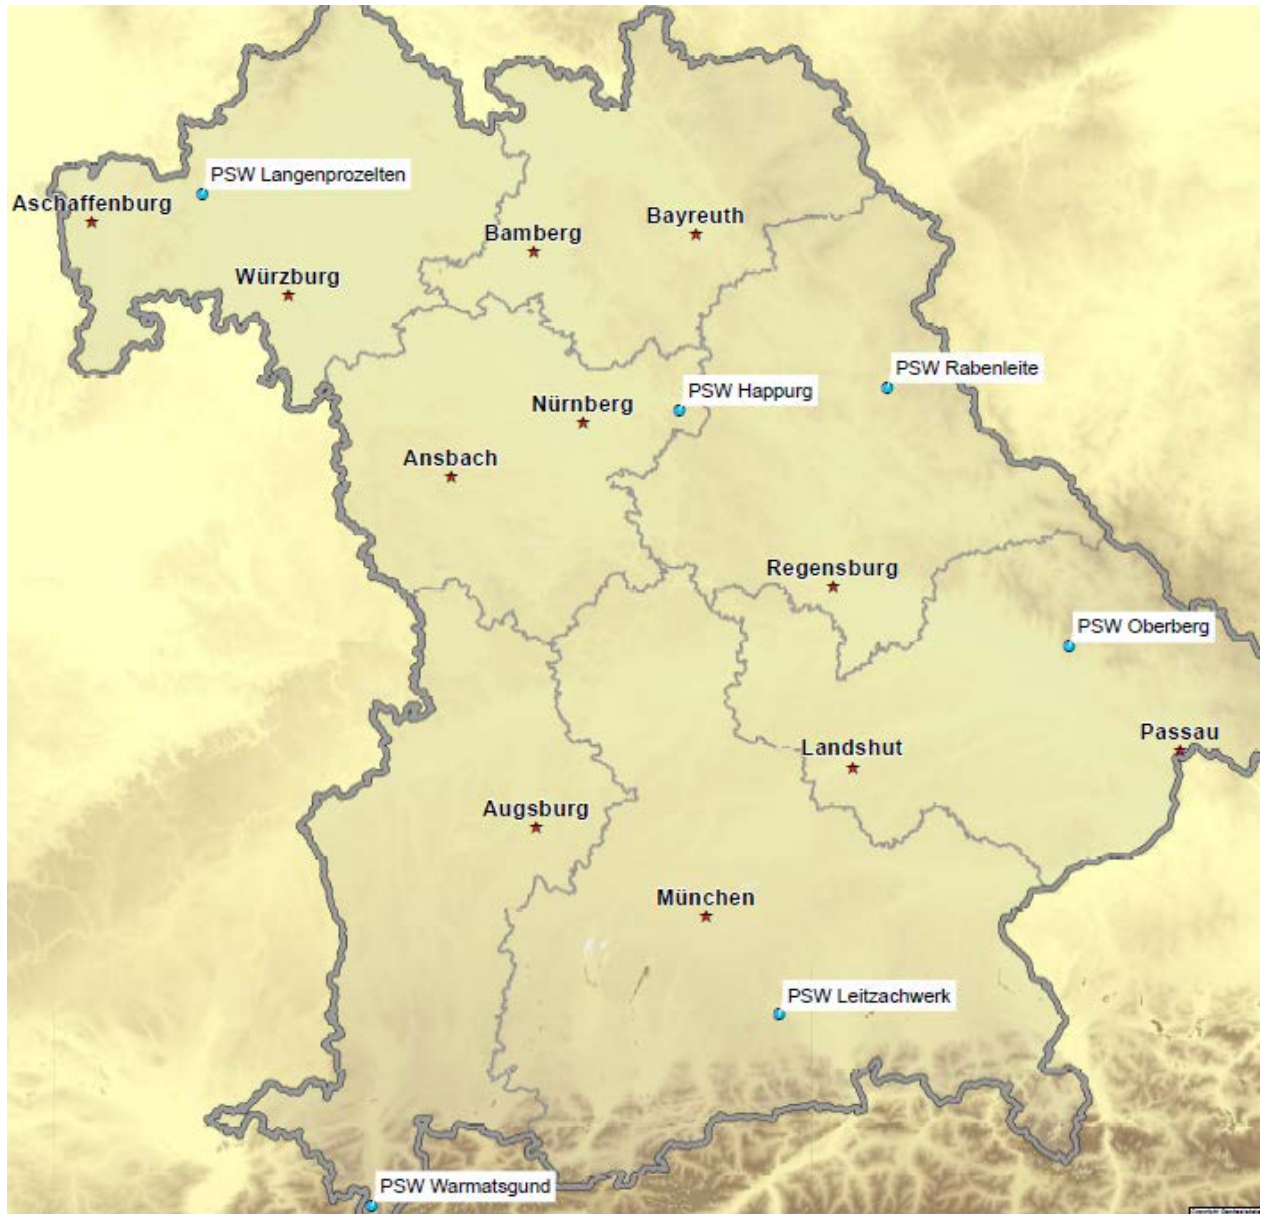 PSW Langenprozelten
Aschaffenburg
Bayreuth
Bamberg
Würzburg
PSW Rabenleite
PSW Happurg
Nürnberg
Ansbach
Regensburg
PSW Oberberg
Passau
Landshut
Augsburg
München
PSW Leitzachwerk
PSW Warmatsgund